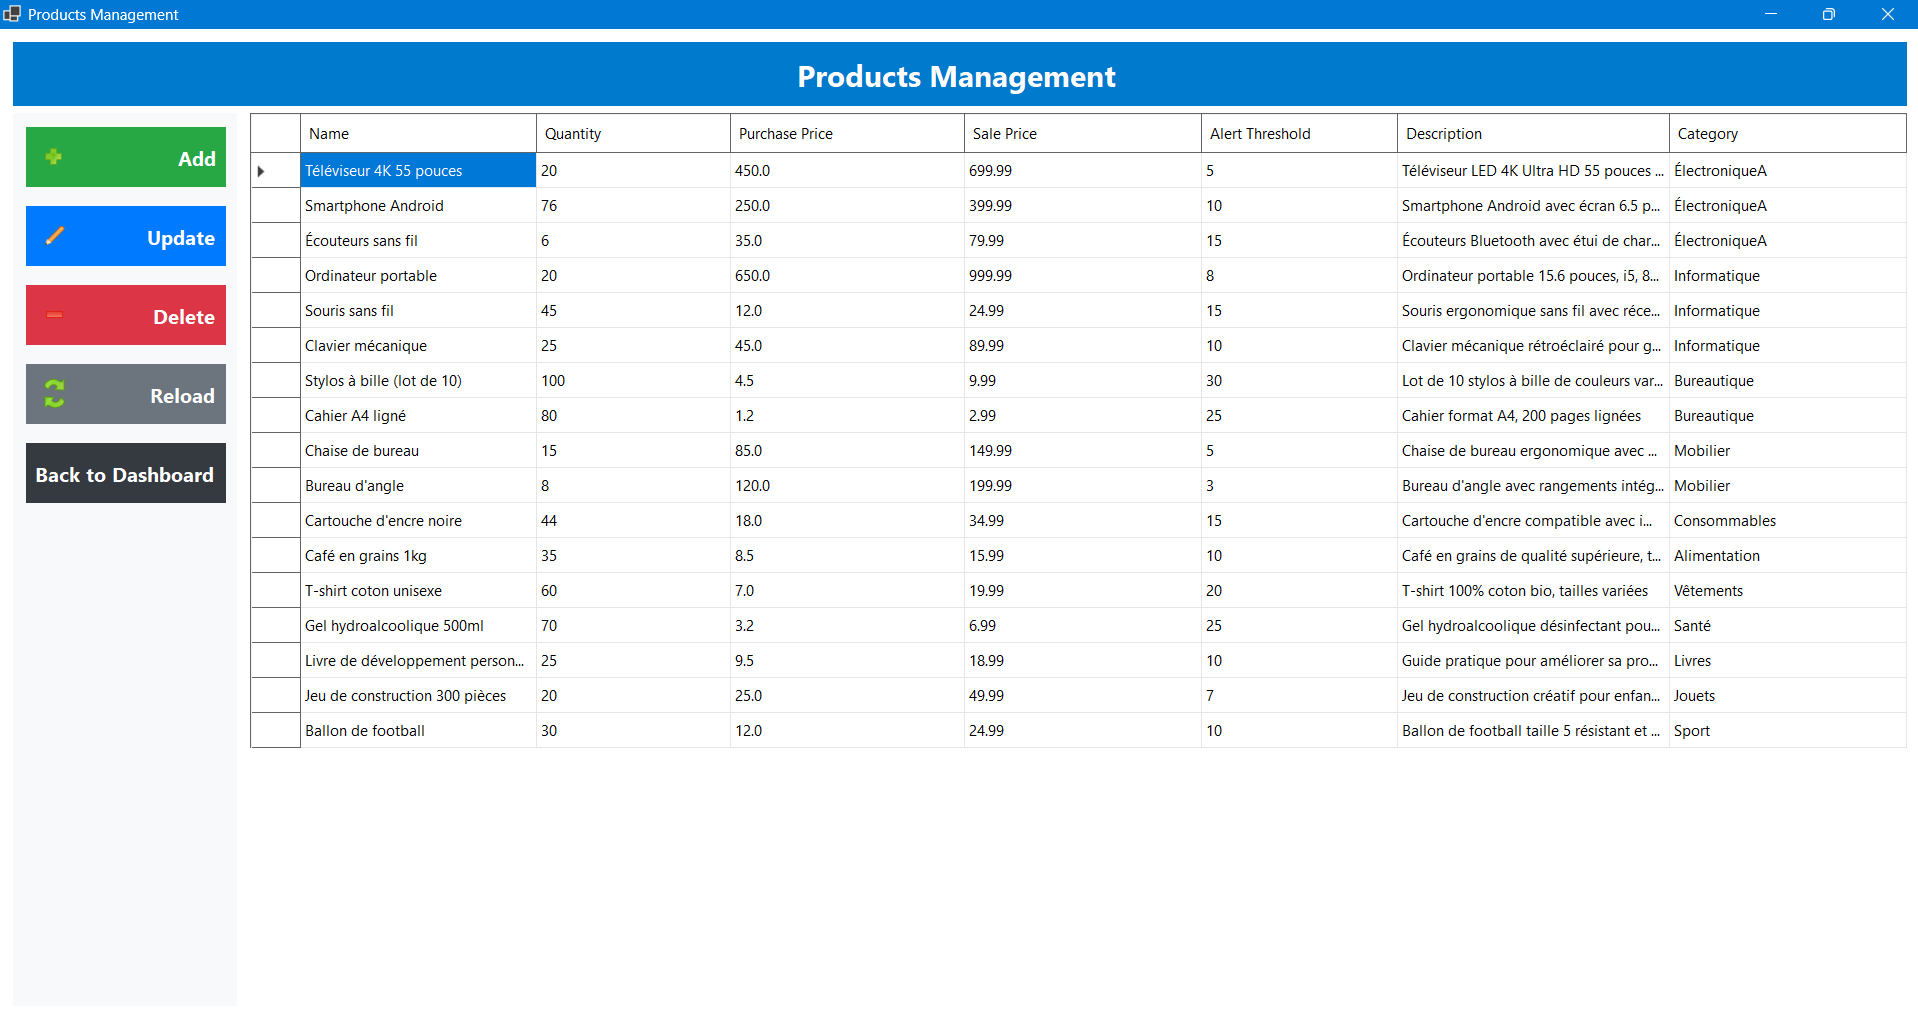 Products Management
Products Management
Add
Update
Delete
Reload
Back to Dashboard
Name Quantity Purchase Price Sale Price Alert Threshold Description Category
Téléviseur 4K 55 pouces 20 450.0 699.99 5 Téléviseur LED 4K Ultra HD 55 pouces ... ÉlectroniqueA
Smartphone Android 76 250.0 399.99 10 Smartphone Android avec écran 6.5 p... ÉlectroniqueA
Écouteurs sans fil 6 35.0 79.99 15 Écouteurs Bluetooth avec étui de char... ÉlectroniqueA
Ordinateur portable 20 650.0 999.99 8 Ordinateur portable 15.6 pouces, i5, 8... Informatique
Souris sans fil 45 12.0 24.99 15 Souris ergonomique sans fil avec réce... Informatique
Clavier mécanique 25 45.0 89.99 10 Clavier mécanique rétroéclairé pour g... Informatique
Stylos à bille (lot de 10) 100 4.5 9.99 30 Lot de 10 stylos à bille de couleurs var... Bureautique
Cahier A4 ligné 80 1.2 2.99 25 Cahier format A4, 200 pages lignées Bureautique
Chaise de bureau 15 85.0 149.99 5 Chaise de bureau ergonomique avec ... Mobilier
Bureau d'angle 8 120.0 199.99 3 Bureau d'angle avec rangements intég... Mobilier
Cartouche d'encre noire 44 18.0 34.99 15 Cartouche d'encre compatible avec i... Consommables
Café en grains 1kg 35 8.5 15.99 10 Café en grains de qualité supérieure, t... Alimentation
T-shirt coton unisexe 60 7.0 19.99 20 T-shirt 100% coton bio, tailles variées Vêtements
Gel hydroalcoolique 500ml 70 3.2 6.99 25 Gel hydroalcoolique désinfectant pou... Santé
Livre de développement person... 25 9.5 18.99 10 Guide pratique pour améliorer sa pro... Livres
Jeu de construction 300 pièces 20 25.0 49.99 7 Jeu de construction créatif pour enfan... Jouets
Ballon de football 30 12.0 24.99 10 Ballon de football taille 5 résistant et ... Sport